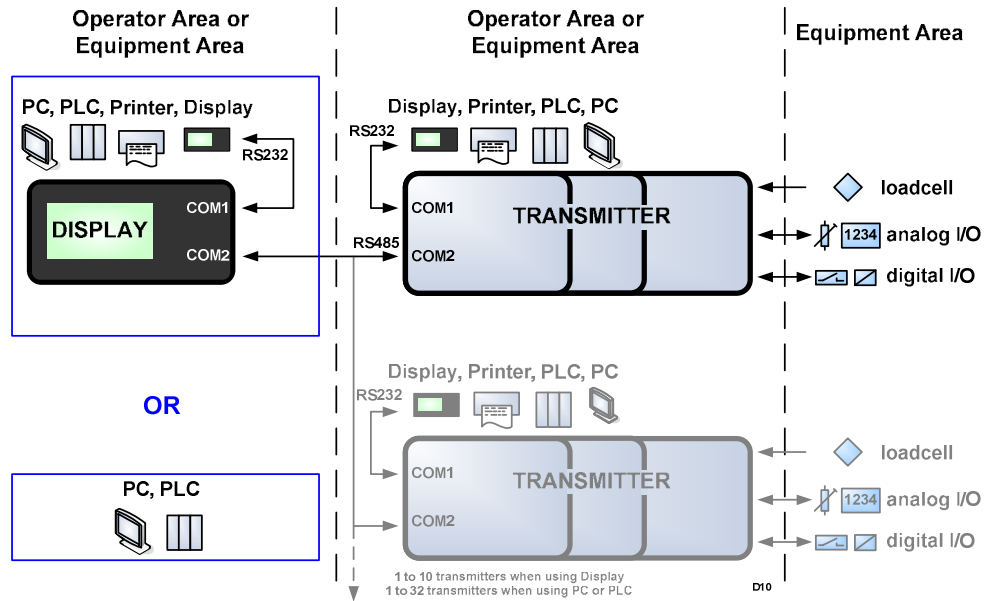 Operator Area or
Equipment Area
Operator Area or
Equipment Area
Equipment Area
PC, PLC, Printer, Display
RS232
DISPLAY
COM1
COM2
RS485
Display, Printer, PLC, PC
RS232
COM1
TRANSMITTER
COM2
loadcell
1234
analog I/O
digital I/O
OR
PC, PLC
Display, Printer, PLC, PC
RS232
COM1
TRANSMITTER
COM2
loadcell
1234
analog I/O
digital I/O
1 to 10 transmitters when using Display
1 to 32 transmitters when using PC or PLC
D10